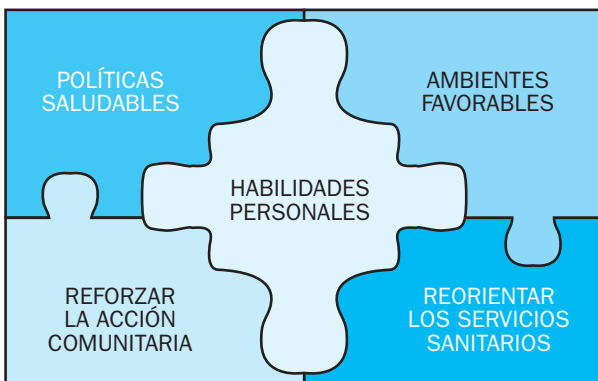 POLÍTICAS
SALUDABLES
AMBIENTES
FAVORABLES
HABILIDADES
PERSONALES
REFORZAR
LA ACCIÓN
COMUNITARIA
REORIENTAR
LOS SERVICIOS
SANITARIOS